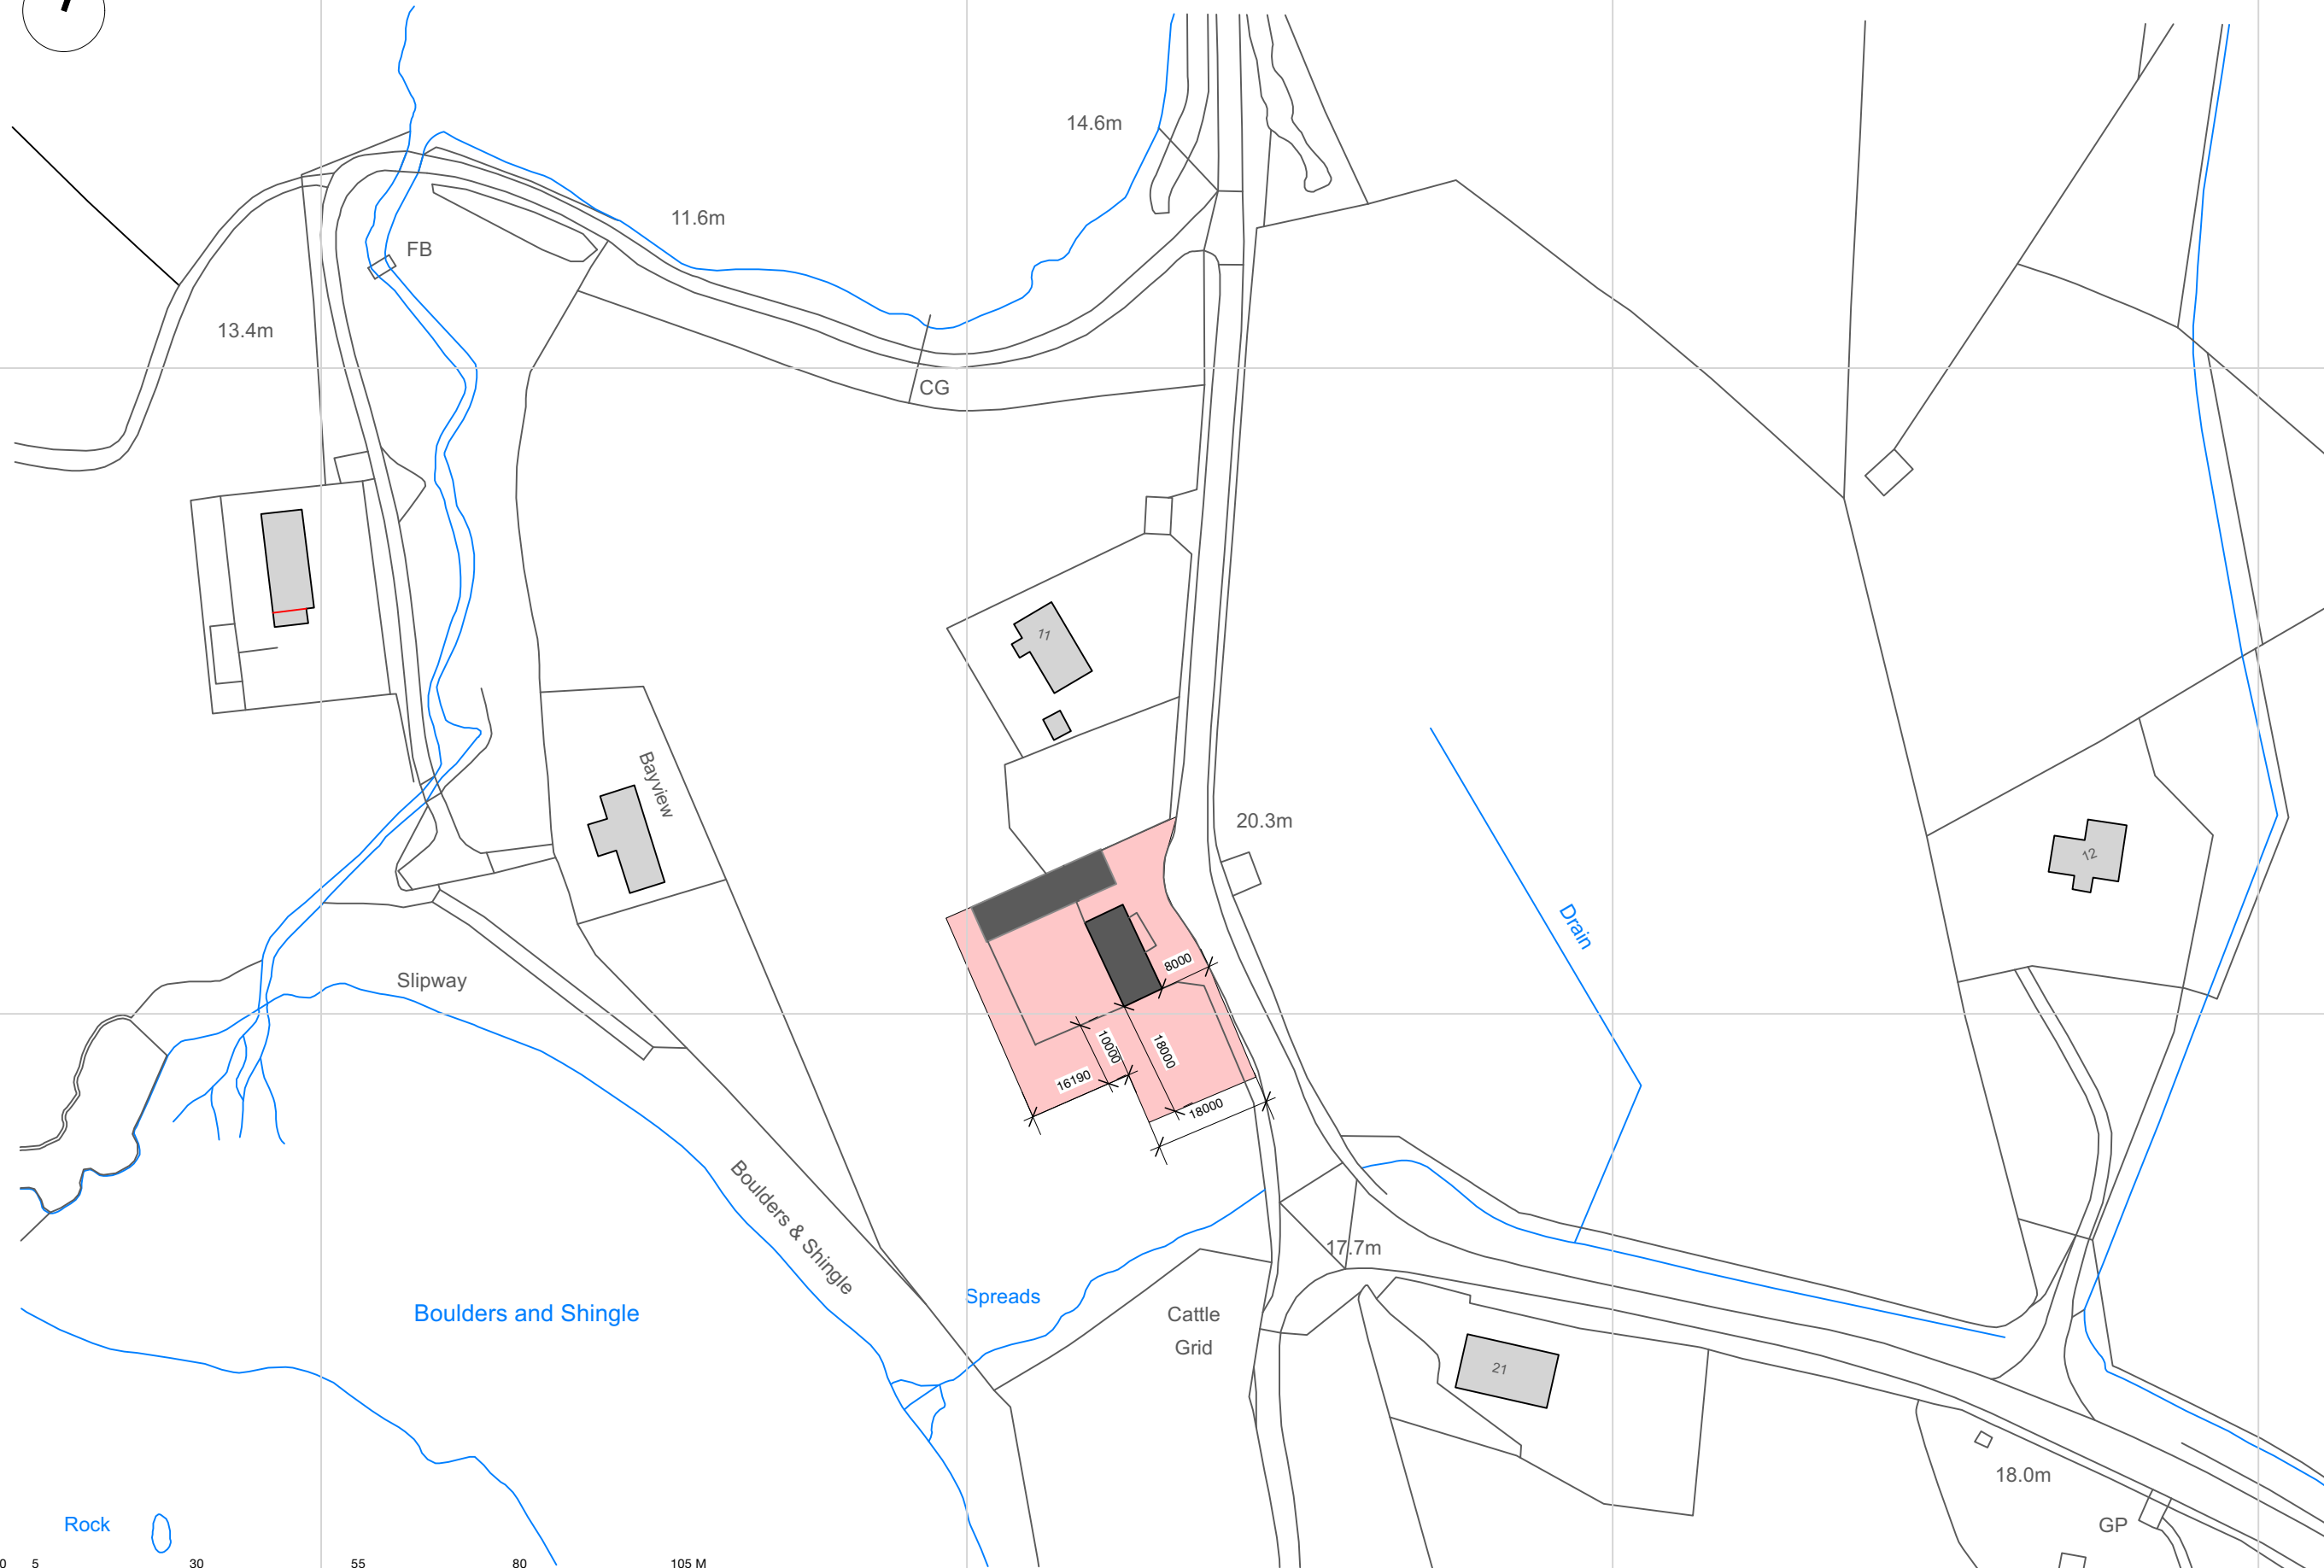 14.6m
11.6m
FB
13.4m
CG
11
Bayview
20.3m
12
Drain
8000
Slipway
10000
18000
16190
18000
Boulders & Shingle
17.7m
Spreads
Boulders and Shingle
Cattle
Grid
21
18.0m
Rock
GP
0 5 30 55 80 105 M